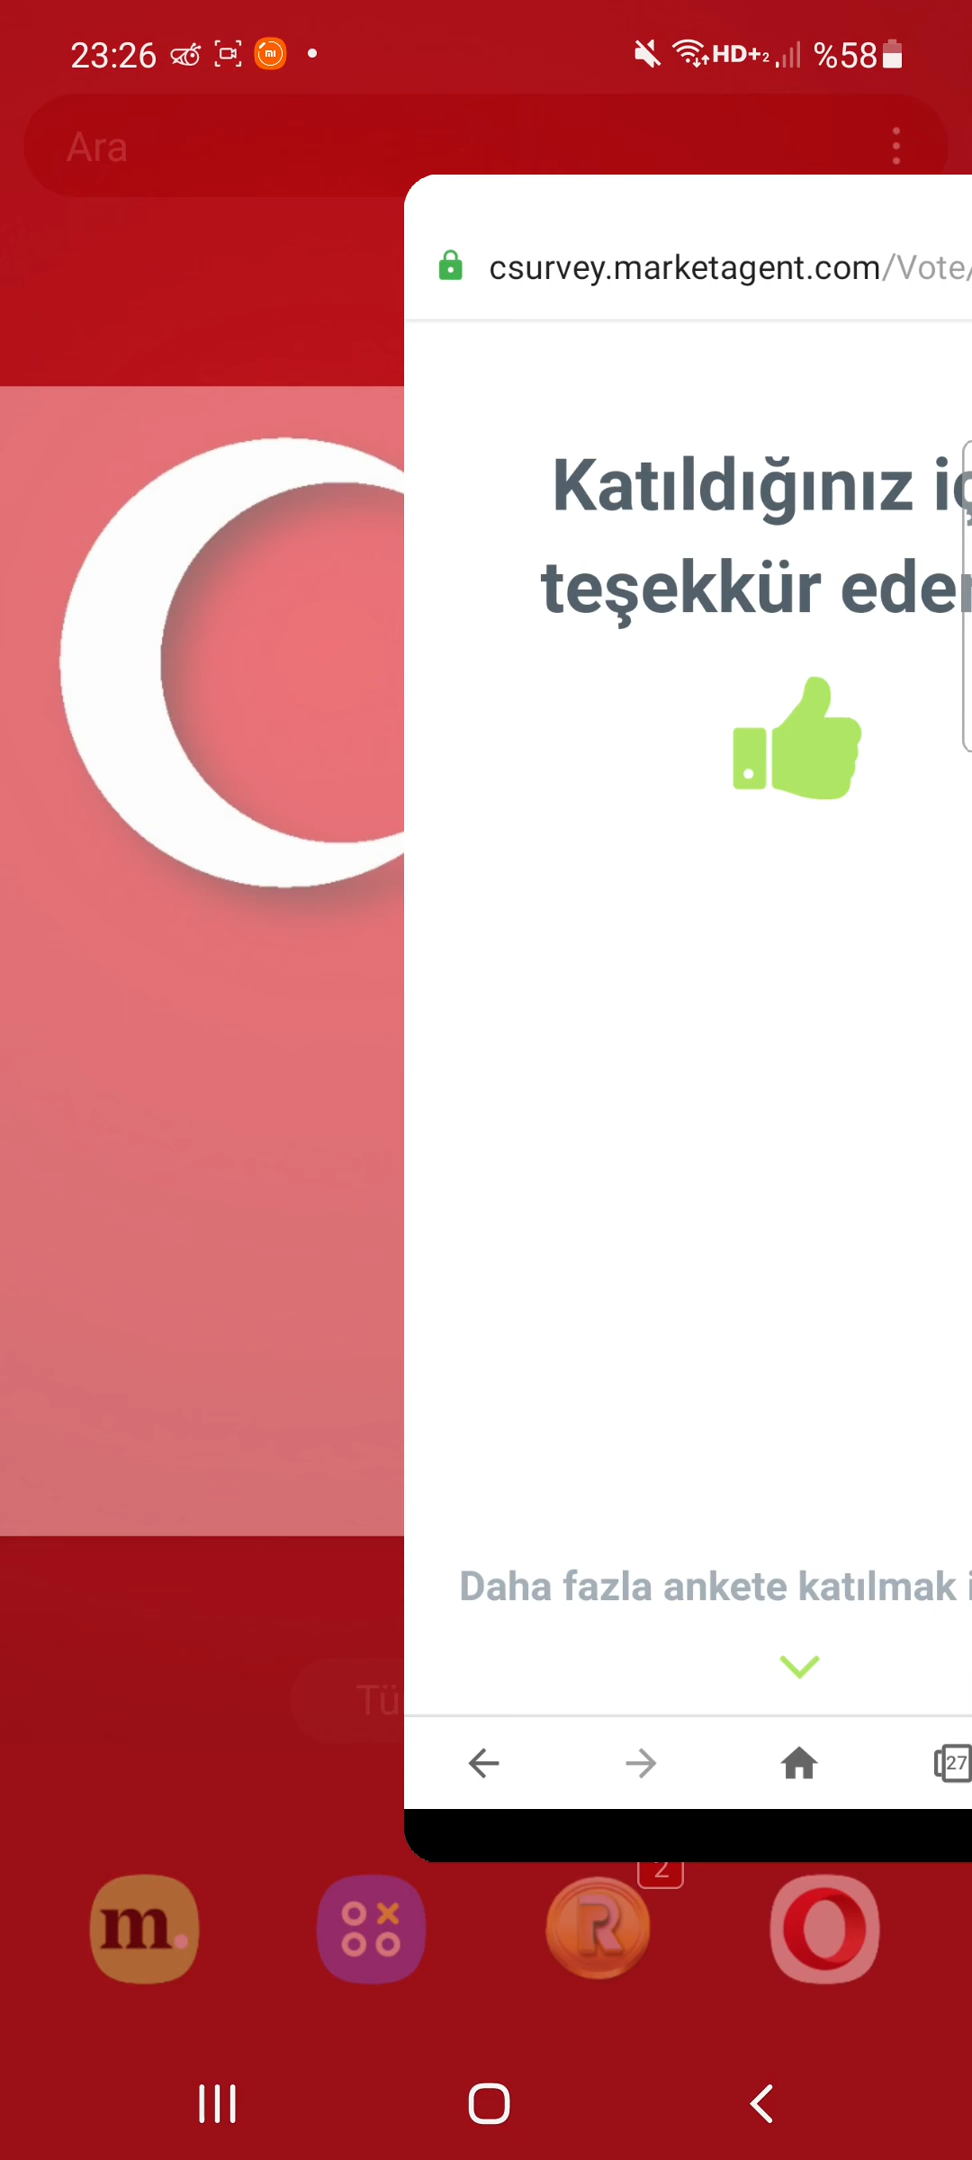 23:26
HD+ 2
%58
Ara
csurvey.marketagent.com/Vote/
Katıldığınız iç
teşekkür eder
Daha fazla ankete katılmak i
Tü
27
2
m.
R